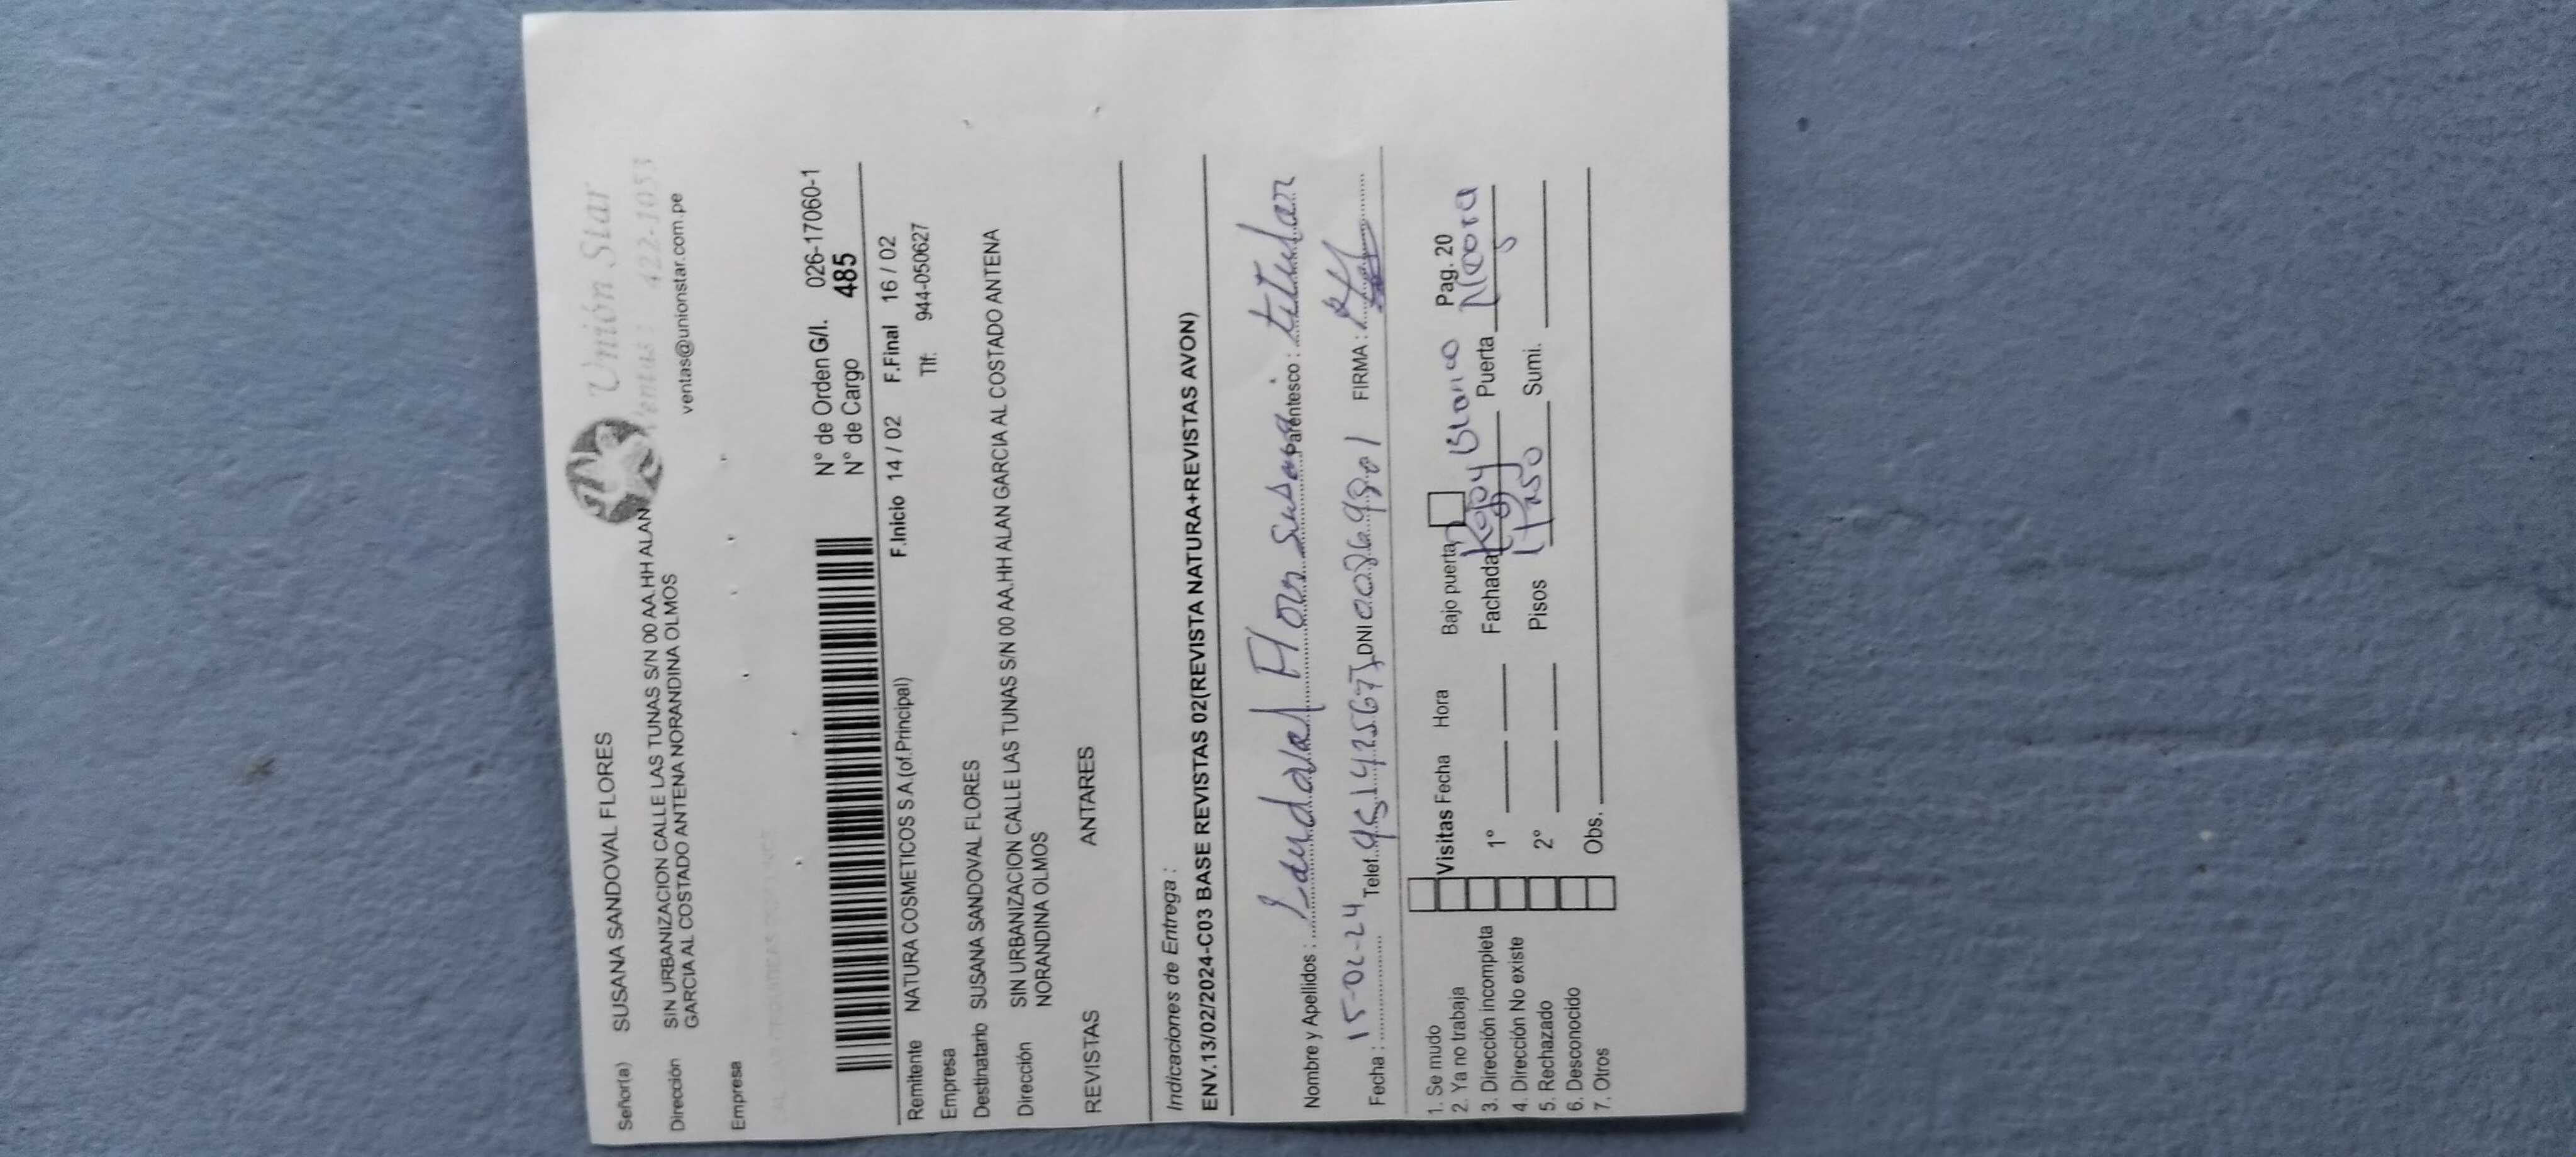 Unión Star
Ventas: 422-1053
ventas@unionstar.com.pe
Señor(a) SUSANA SANDOVAL FLORES
Dirección SIN URBANIZACION CALLE LAS TUNAS S/N 00 AA.HH ALAN
GARCIA AL COSTADO ANTENA NORANDINA OLMOS
Empresa
N° de Orden G/I. 026-17060-1
N° de Cargo 485
F.Inicio 14 / 02 F.Final 16 / 02
Remitente NATURA COSMETICOS S A.(of.Principal) Tlf: 944-050627
Empresa
Destinatario SUSANA SANDOVAL FLORES
Dirección SIN URBANIZACION CALLE LAS TUNAS S/N 00 AA.HH ALAN GARCIA AL COSTADO ANTENA
NORANDINA OLMOS
REVISTAS ANTARES
Indicaciones de Entrega :
ENV.13/02/2024-C03 BASE REVISTAS 02(REVISTA NATURA+REVISTAS AVON)
Nombre y Apellidos : Sandoval Flor Susana Parentesco : titular
Fecha : 15-02-24 Telef. DNI FIRMA :
1. Se mudo
2. Ya no trabaja
3. Dirección incompleta
4. Dirección No existe
5. Rechazado
6. Desconocido
7. Otros
Visitas Fecha Hora
1°
2°
Obs.
Bajo puerta Pag. 20
Fachada Blanco Puerta Negra
Pisos 1 Piso Sumi.